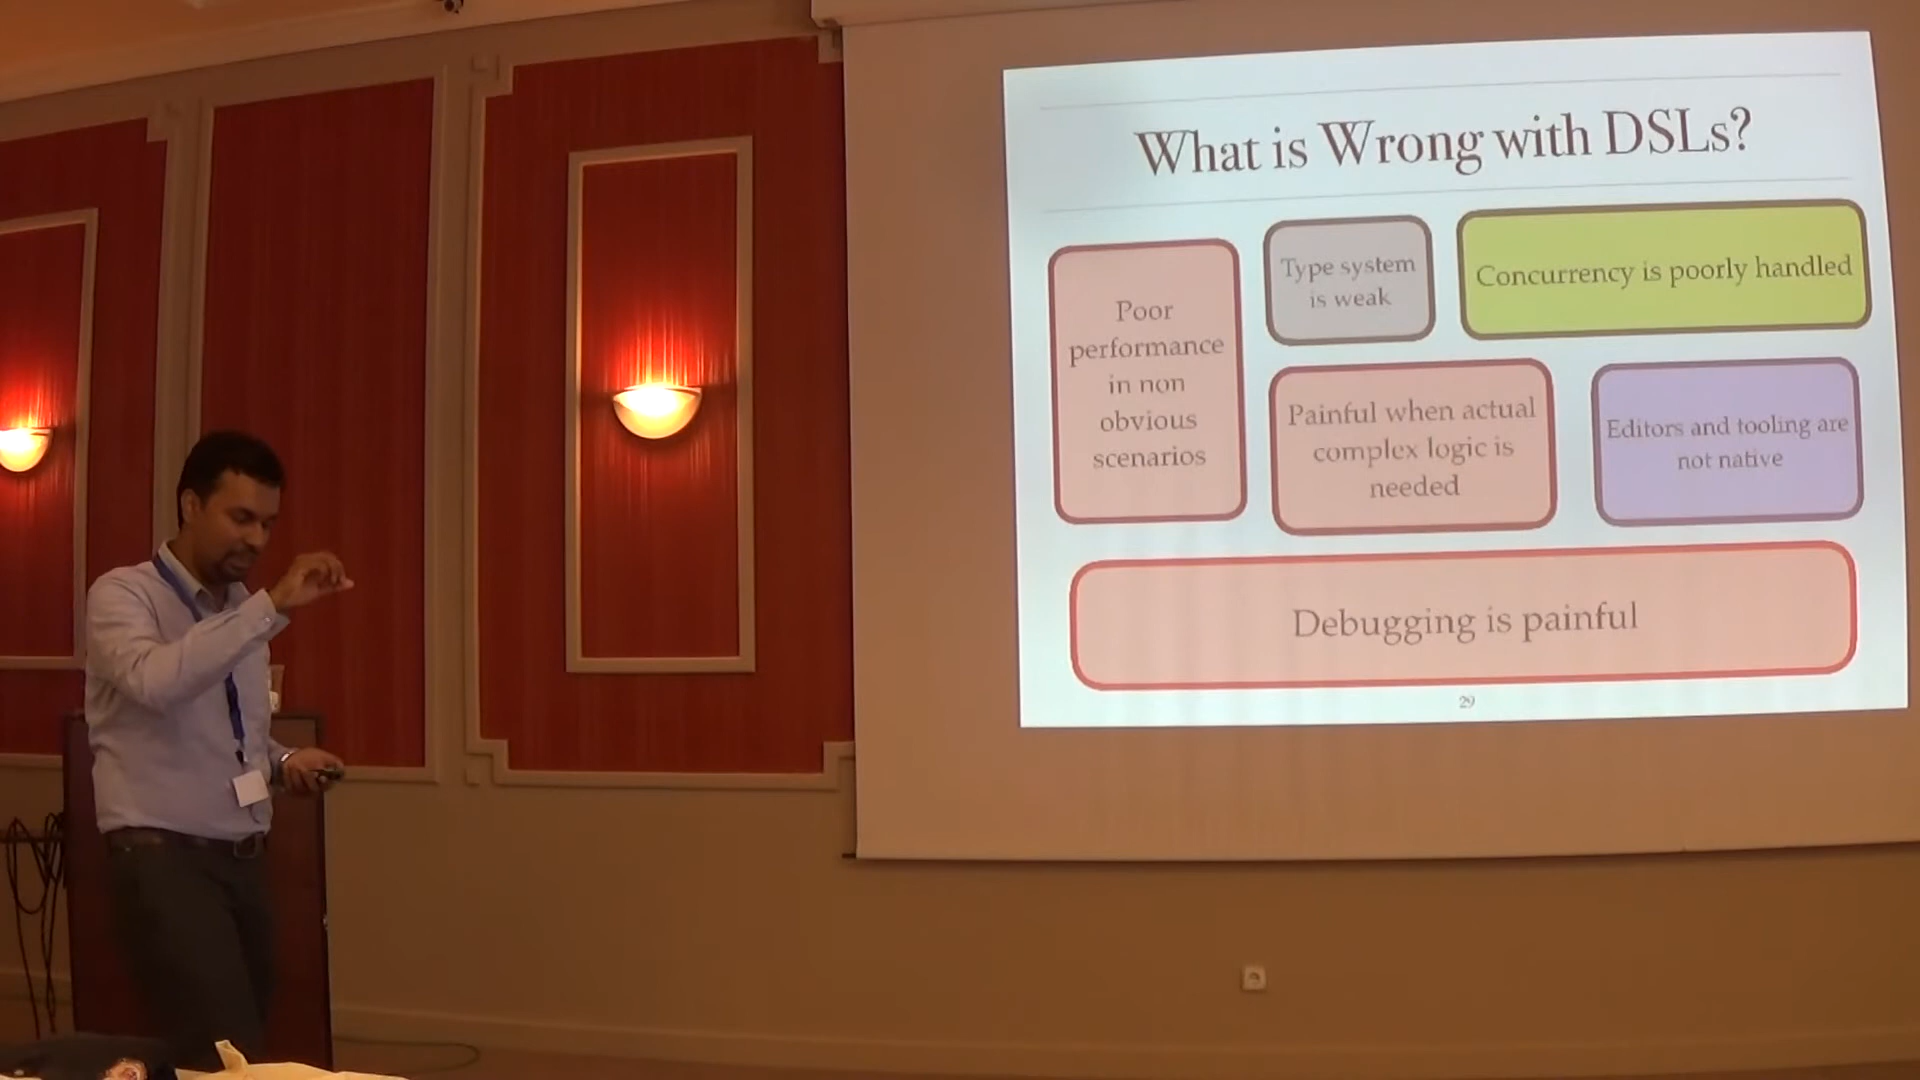 What is Wrong with DSLs?
Poor
performance
in non
obvious
scenarios
Type system
is weak
Concurrency is poorly handled
Painful when actual
complex logic is
needed
Editors and tooling are
not native
Debugging is painful
29